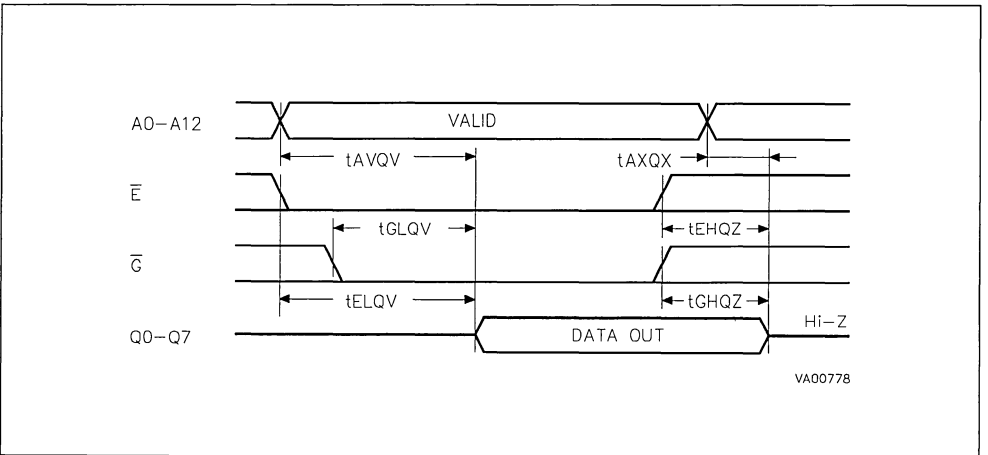 A0-A12
VALID
tAVQV
tAXQX
E
tGLQV
tEHQZ
G
tELQV
tGHQZ
Q0-Q7
DATA OUT
Hi-Z
VA00778